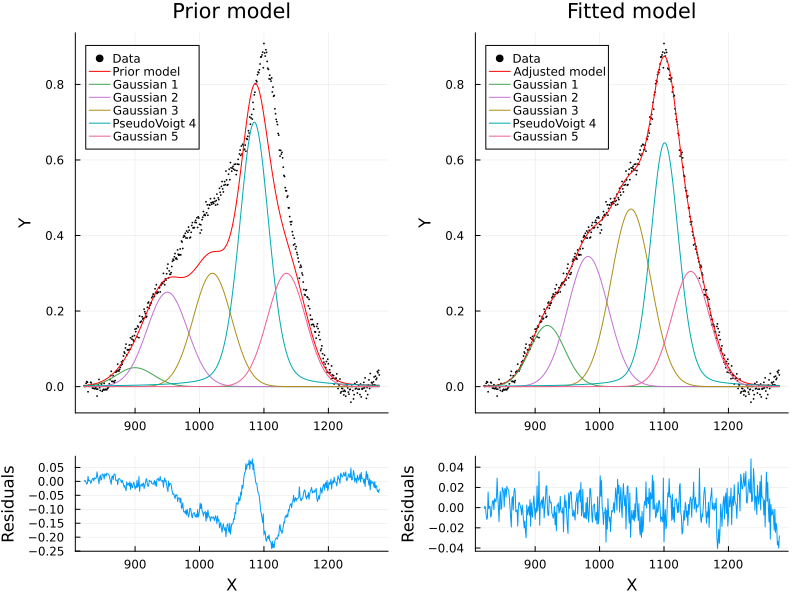 Prior model
Y
0.8
0.6
0.4
0.2
0.0
Data
Prior model
Gaussian 1
Gaussian 2
Gaussian 3
PseudoVoigt 4
Gaussian 5
900 1000 1100 1200
Residuals
0.05
0.00
−0.05
−0.10
−0.15
−0.20
−0.25
900 1000 1100 1200
X
Fitted model
Y
0.8
0.6
0.4
0.2
0.0
Data
Adjusted model
Gaussian 1
Gaussian 2
Gaussian 3
PseudoVoigt 4
Gaussian 5
900 1000 1100 1200
Residuals
0.04
0.02
0.00
−0.02
−0.04
900 1000 1100 1200
X